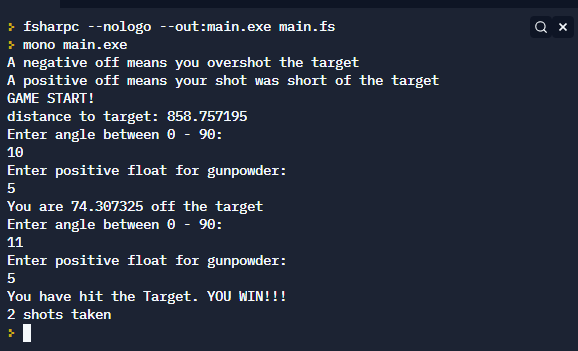 > fsharpc --nologo --out:main.exe main.fs
> mono main.exe
A negative off means you overshot the target
A positive off means your shot was short of the target
GAME START!
distance to target: 858.757195
Enter angle between 0 - 90:
10
Enter positive float for gunpowder:
5
You are 74.307325 off the target
Enter angle between 0 - 90:
11
Enter positive float for gunpowder:
5
You have hit the Target. YOU WIN!!!
2 shots taken
>